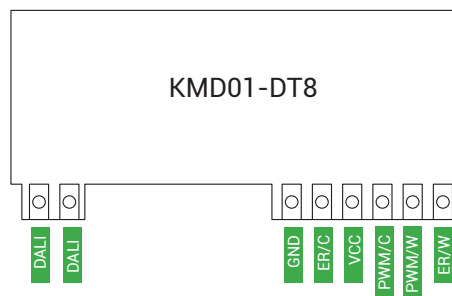 KMD01-DT8
DALI
DALI
GND
ER/C
VCC
PWM/C
PWM/W
ER/W